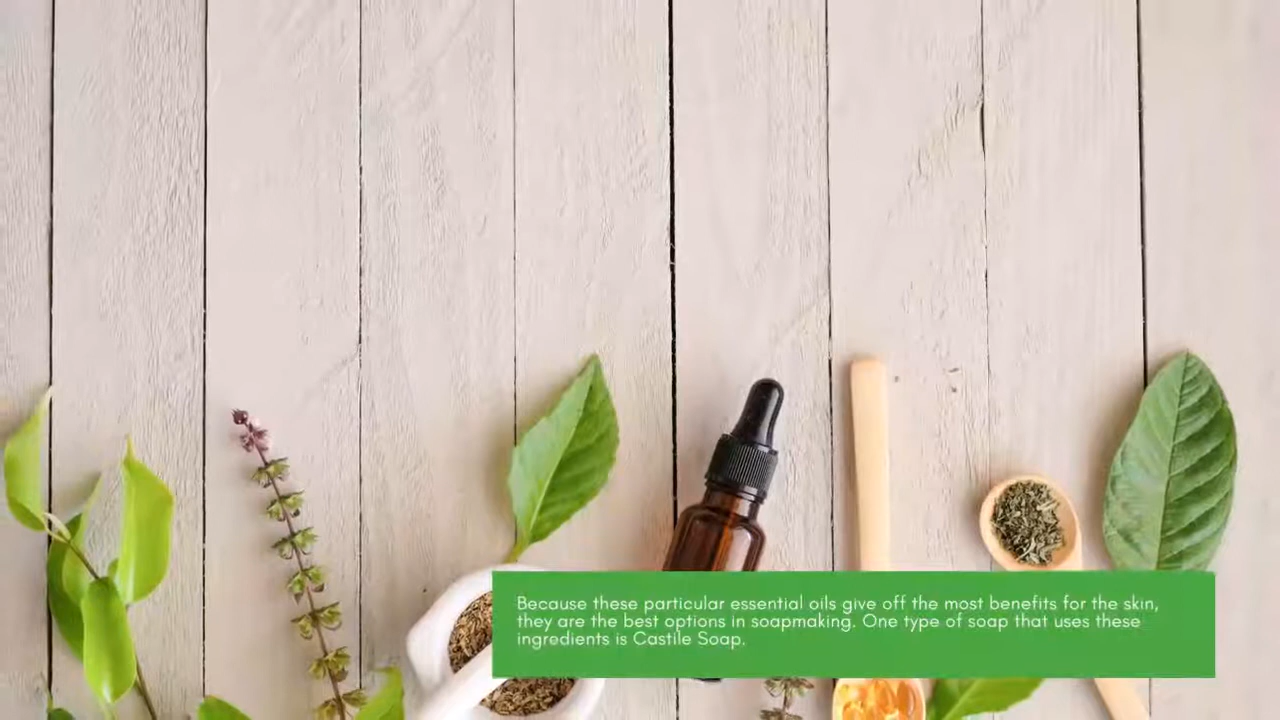 Because these particular essential oils give off the most benefits for the skin,
they are the best options in soapmaking. One type of soap that uses these
ingredients is Castile Soap.